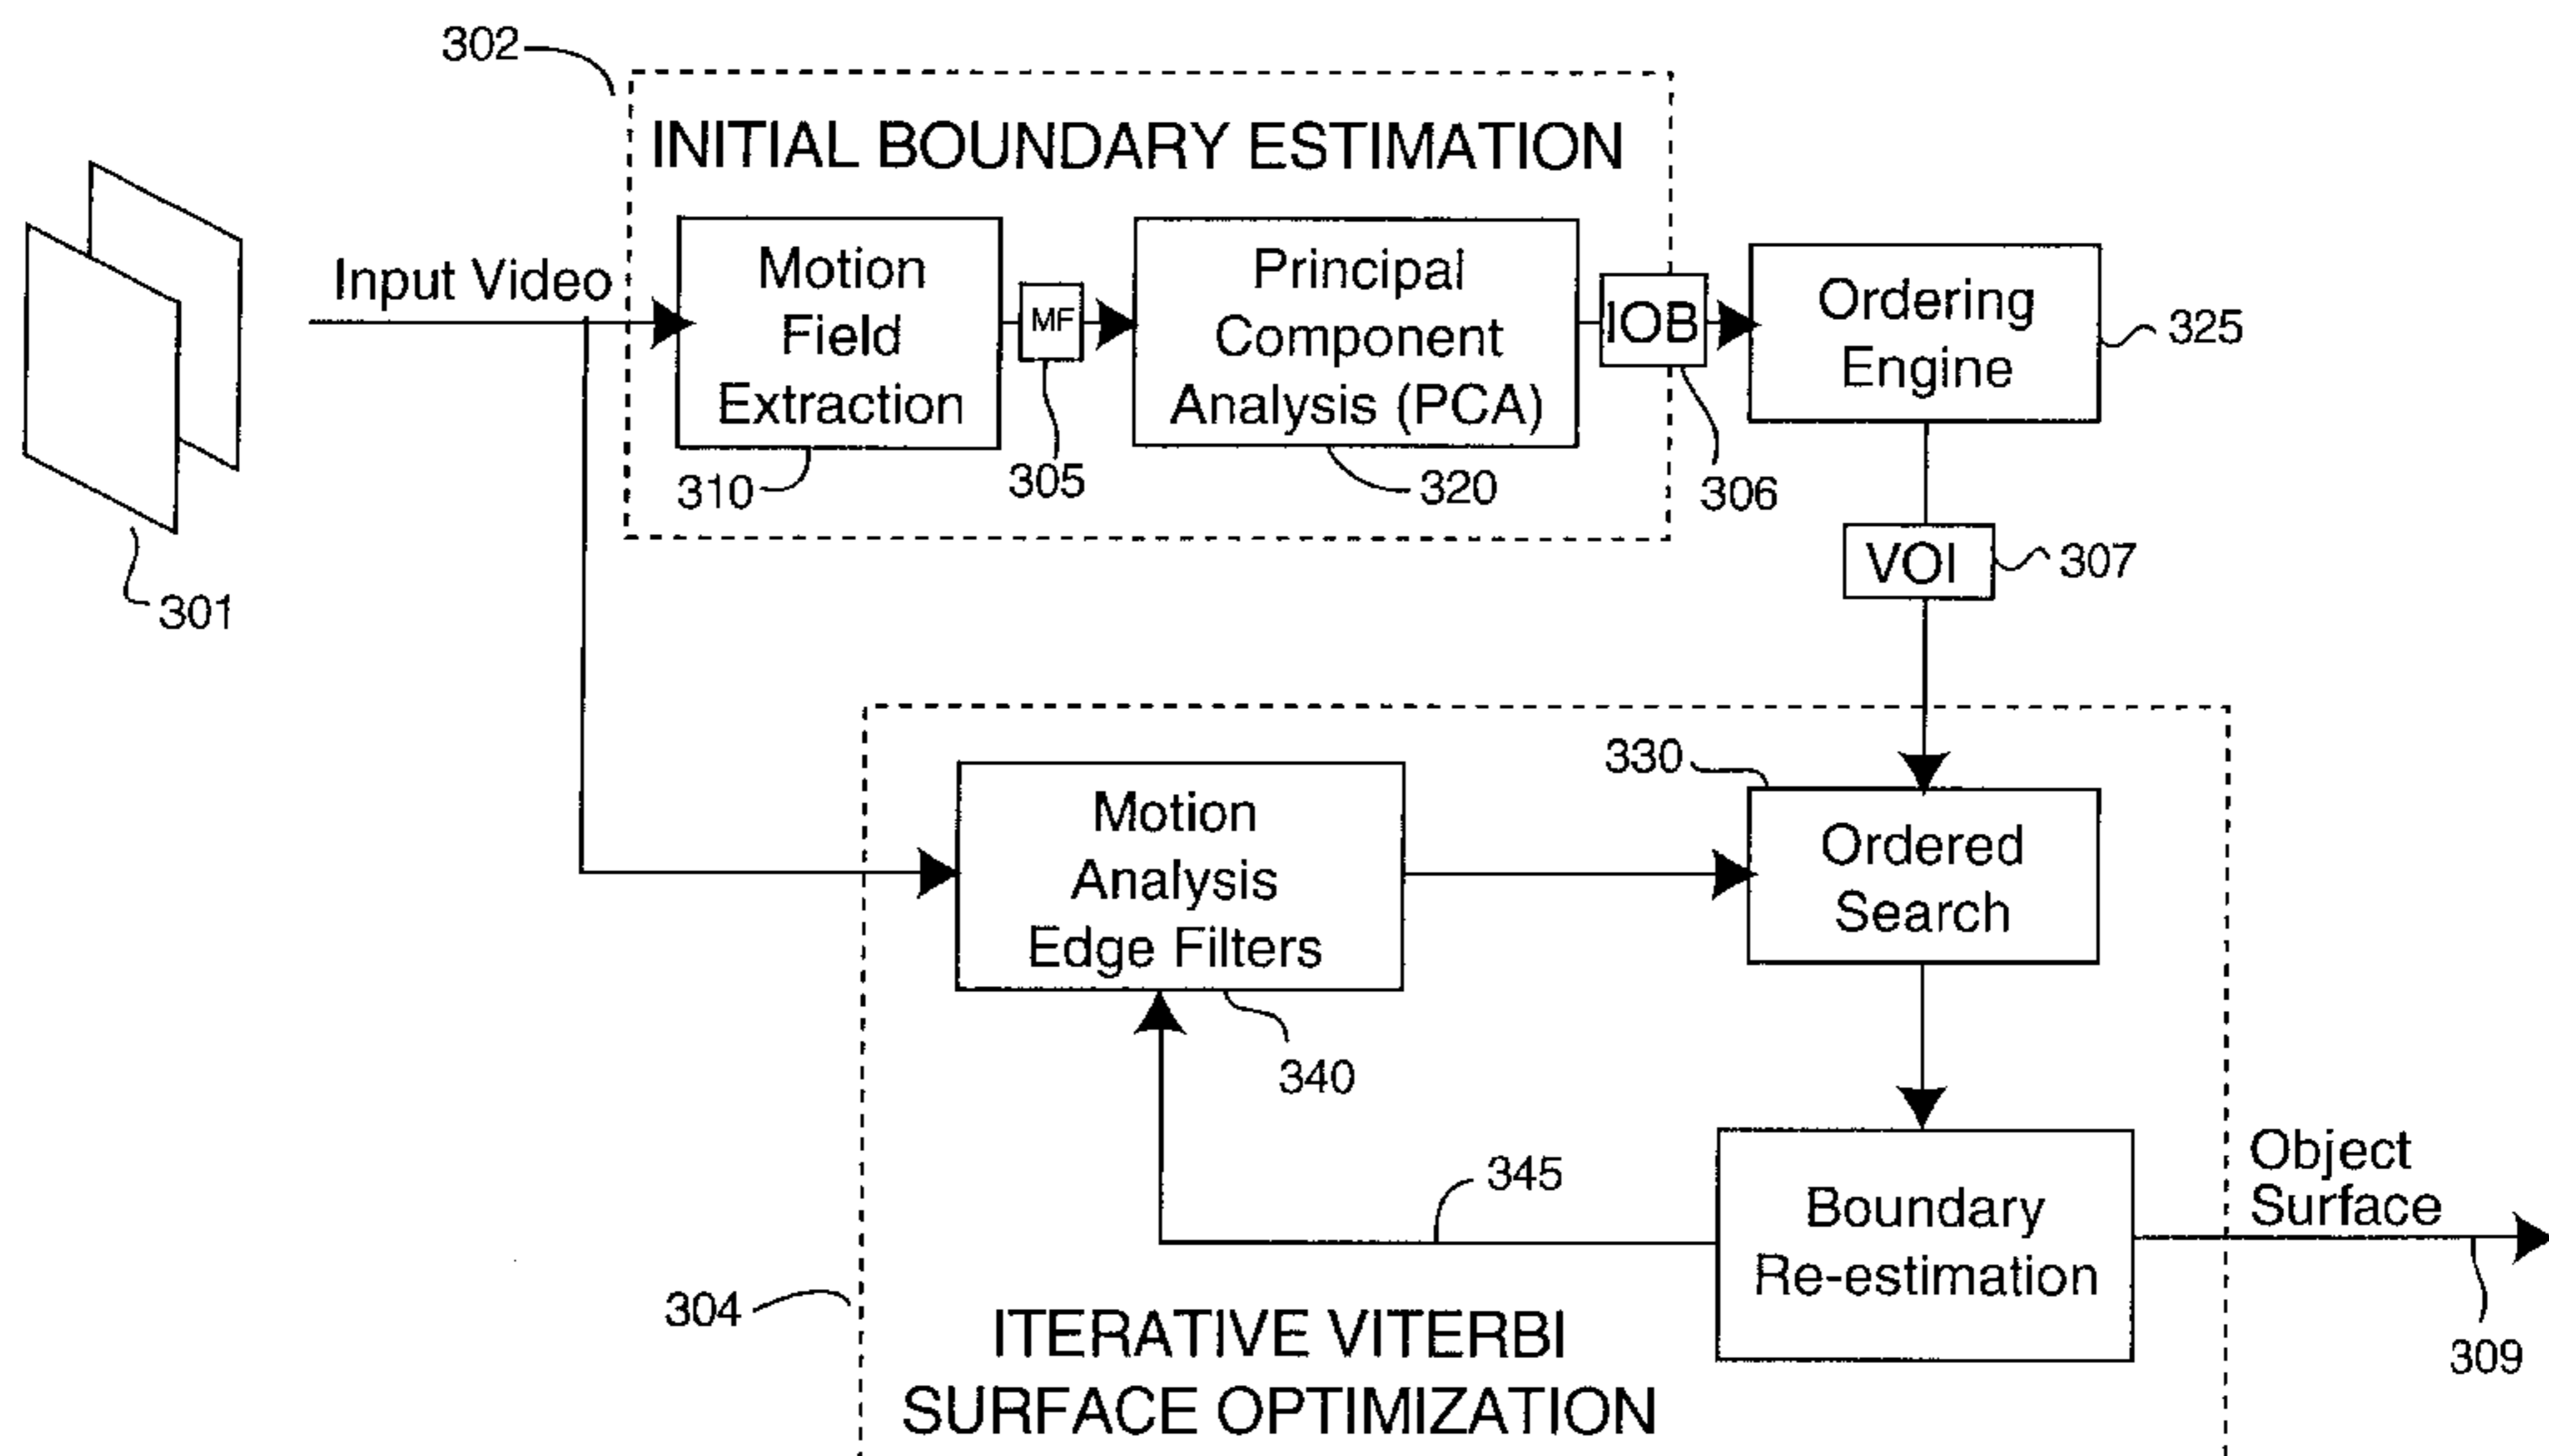 302
INITIAL BOUNDARY ESTIMATION
Input Video
Motion
Field
Extraction
MF
Principal
Component
Analysis (PCA)
IOB
Ordering
Engine
325
310
305
320
306
301
VOI
307
330
Motion
Analysis
Edge Filters
Ordered
Search
340
345
Boundary
Re-estimation
Object
Surface
304
309
ITERATIVE VITERBI
SURFACE OPTIMIZATION